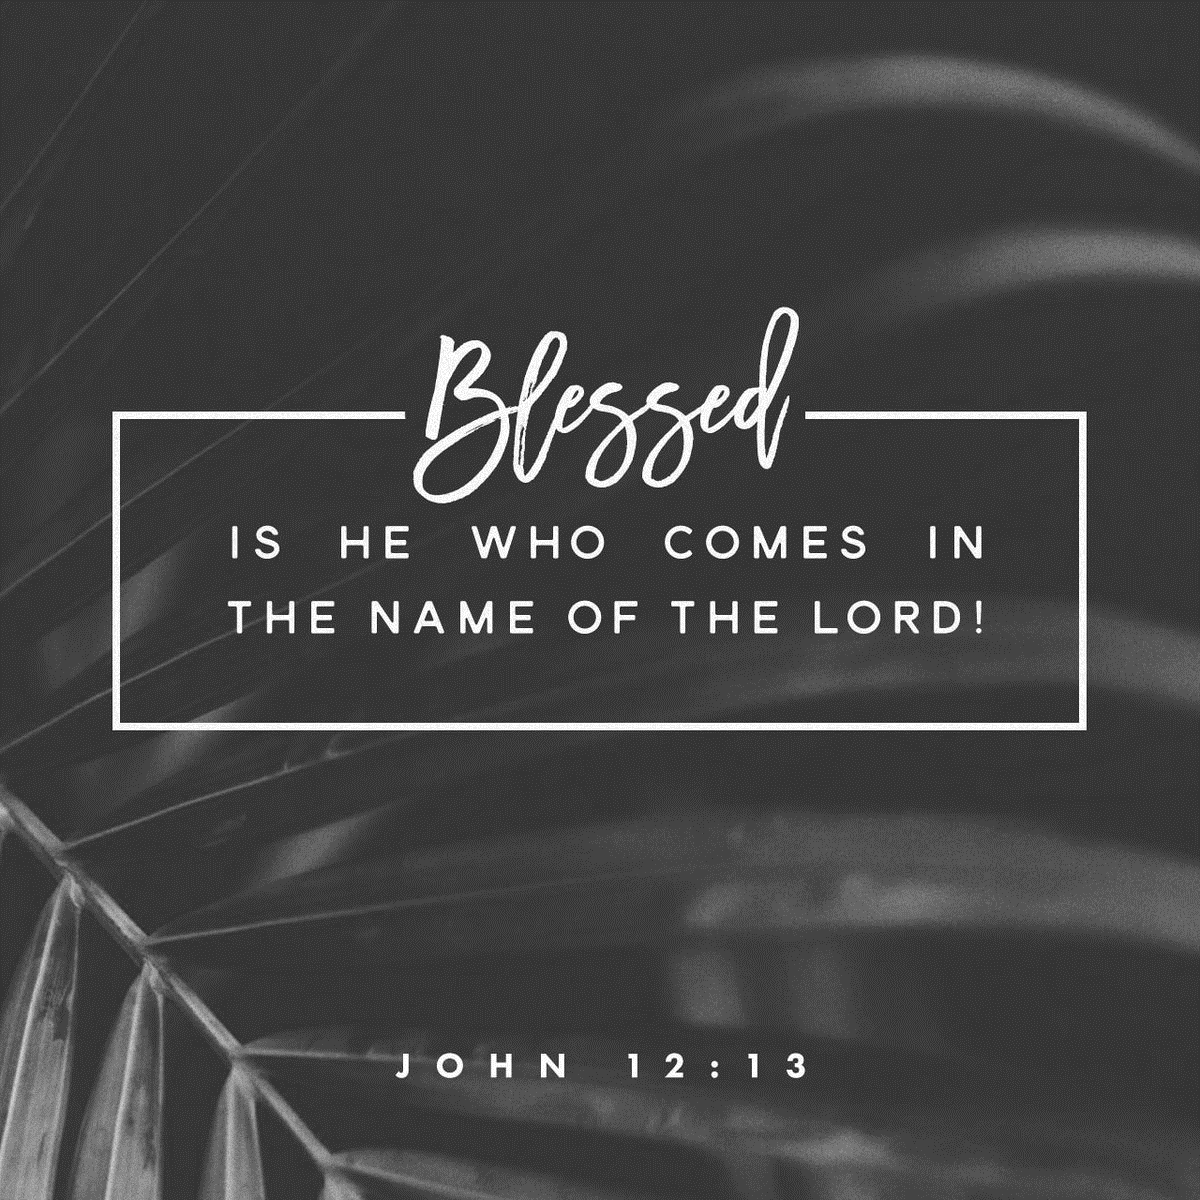 Blessed
IS HE WHO COMES IN
THE NAME OF THE LORD!
JOHN 12:13